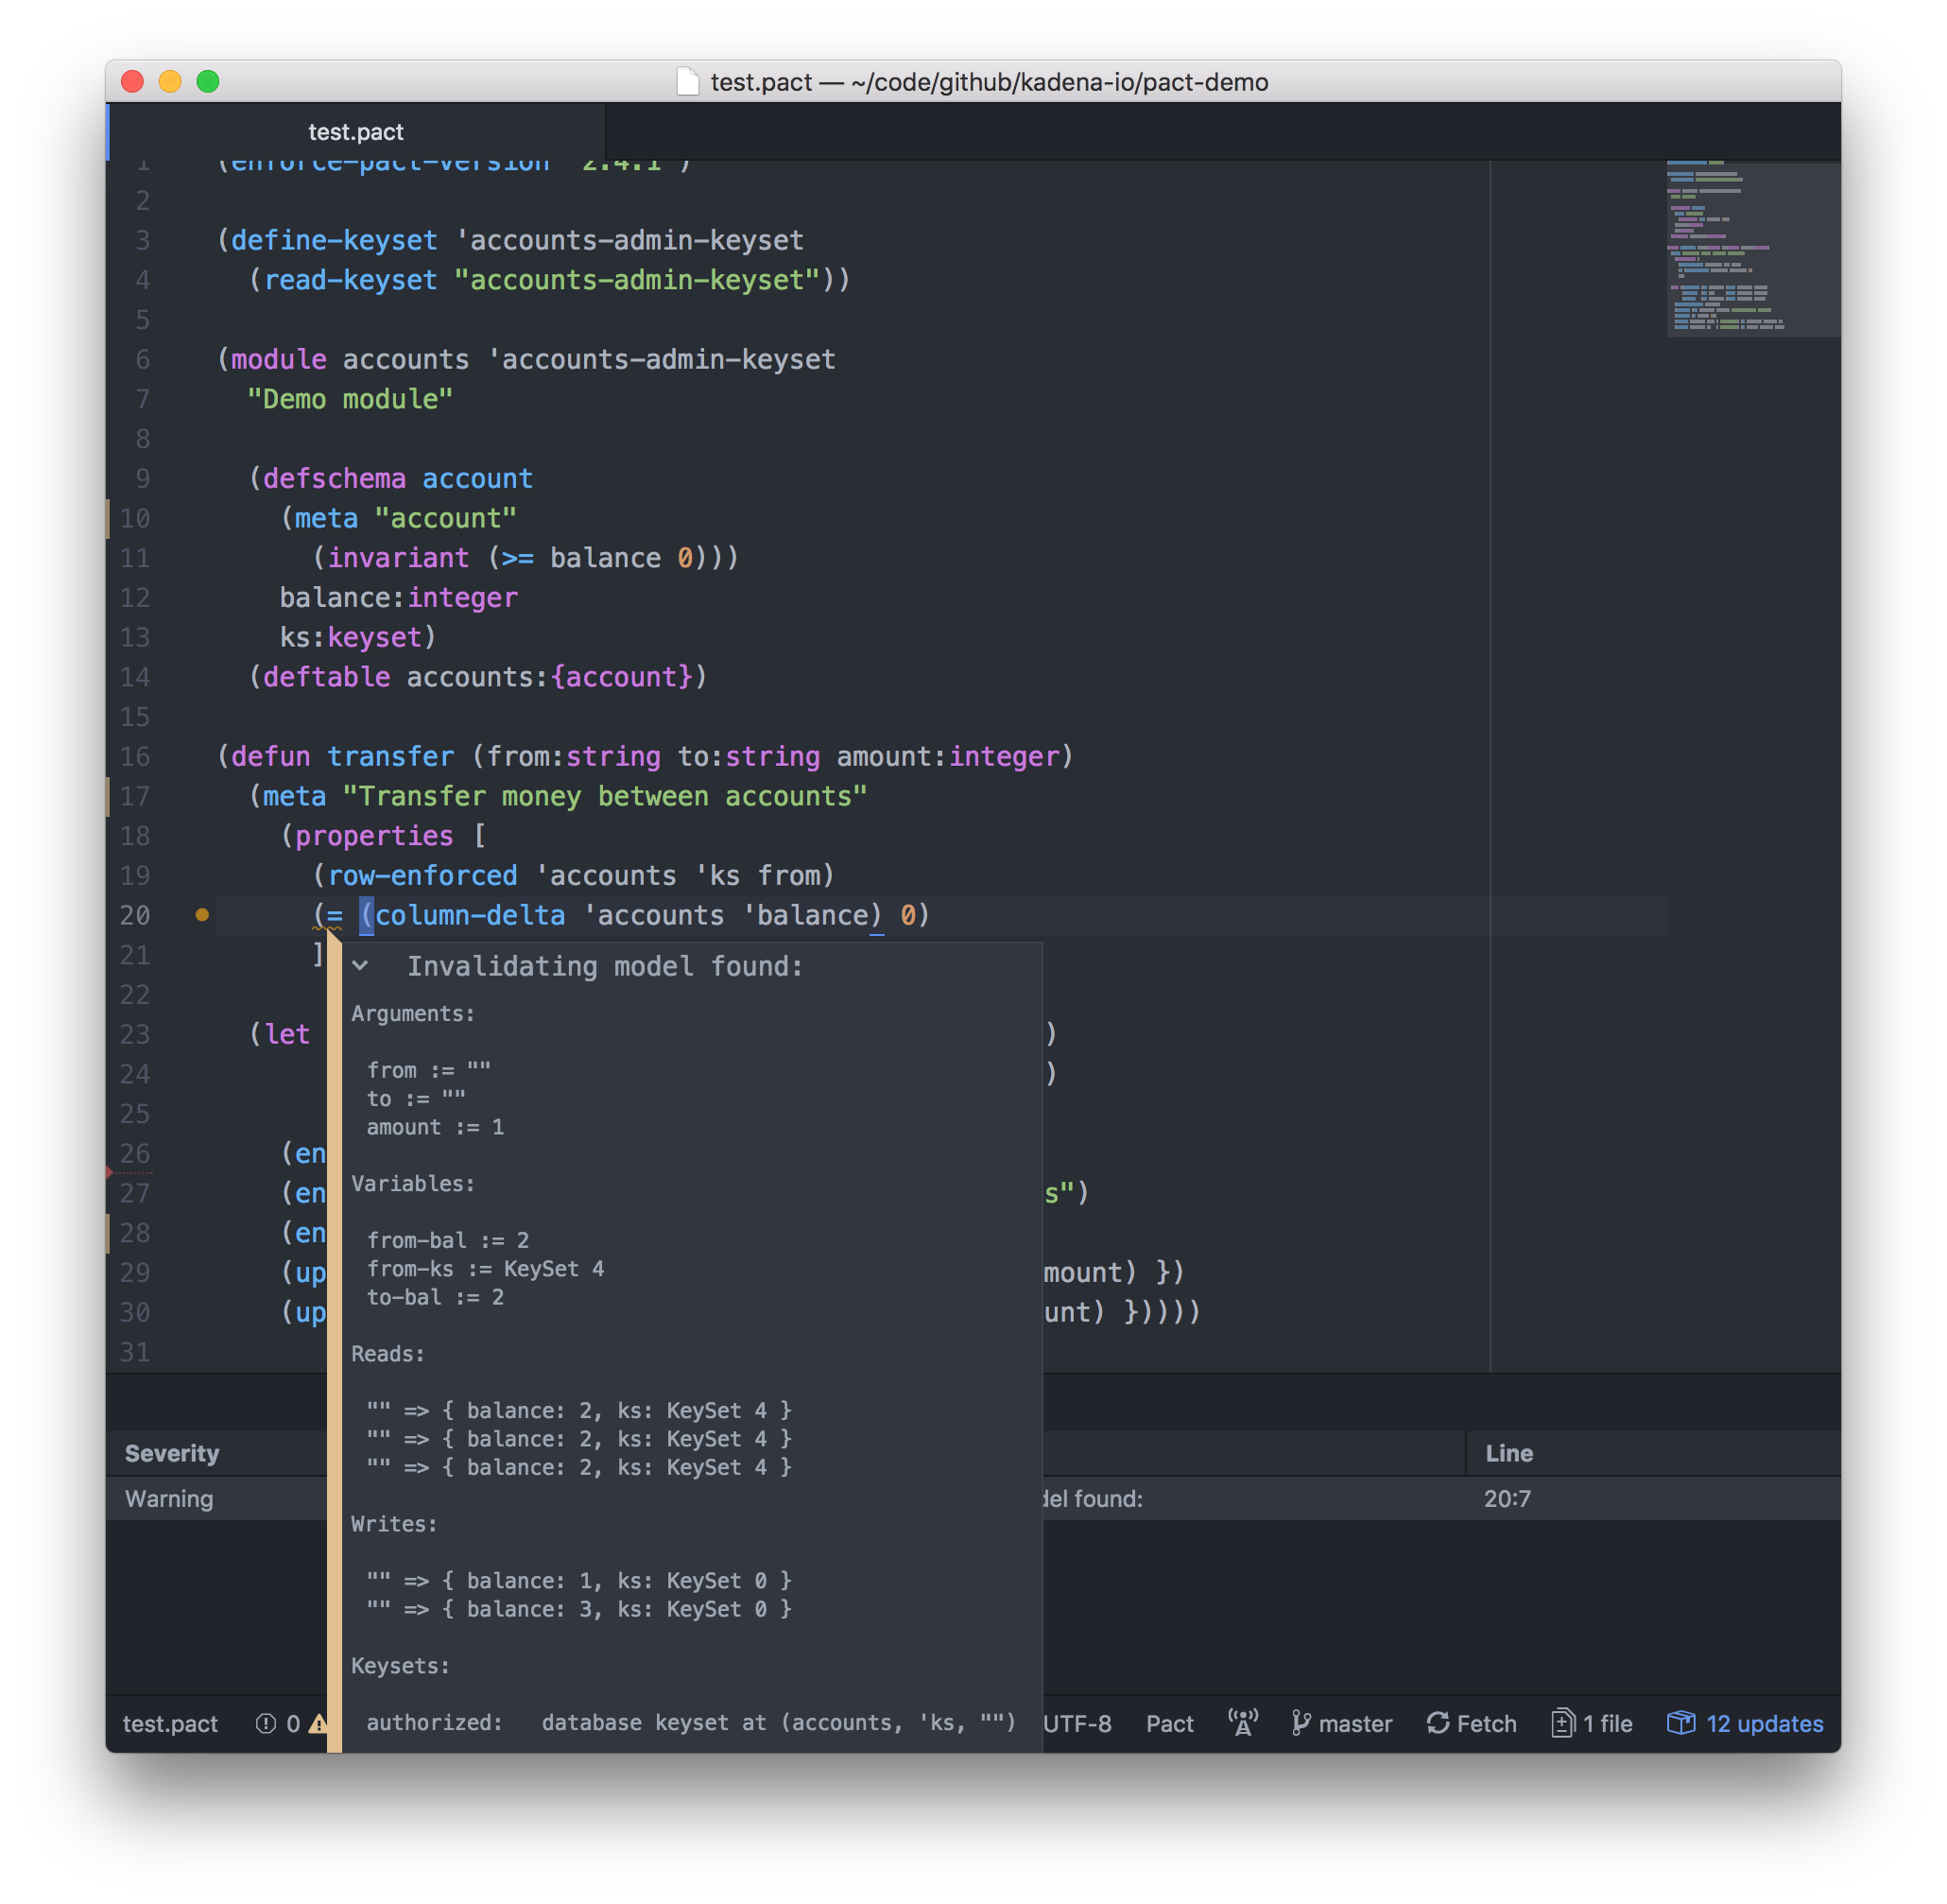 test.pact — ~/code/github/kadena-io/pact-demo
test.pact
1 (enforce-pact-version "2.4.1")
2
3 (define-keyset 'accounts-admin-keyset
4 (read-keyset "accounts-admin-keyset"))
5
6 (module accounts 'accounts-admin-keyset
7 "Demo module"
8
9 (defschema account
10 (meta "account"
11 (invariant (>= balance 0)))
12 balance:integer
13 ks:keyset)
14 (deftable accounts:{account})
15
16 (defun transfer (from:string to:string amount:integer)
17 (meta "Transfer money between accounts"
18 (properties [
19 (row-enforced 'accounts 'ks from)
20 (= (column-delta 'accounts 'balance) 0)
21 ]
22
23 (let )
24 )
25
26 (en
27 (en s")
28 (en
29 (up mount) })
30 (up unt) }))))
31
Invalidating model found:
Arguments:
from := ""
to := ""
amount := 1
Variables:
from-bal := 2
from-ks := KeySet 4
to-bal := 2
Reads:
"" => { balance: 2, ks: KeySet 4 }
"" => { balance: 2, ks: KeySet 4 }
"" => { balance: 2, ks: KeySet 4 }
Writes:
"" => { balance: 1, ks: KeySet 0 }
"" => { balance: 3, ks: KeySet 0 }
Keysets:
authorized: database keyset at (accounts, 'ks, "")
Severity Line
Warning del found: 20:7
test.pact 0 UTF-8 Pact master Fetch 1 file 12 updates